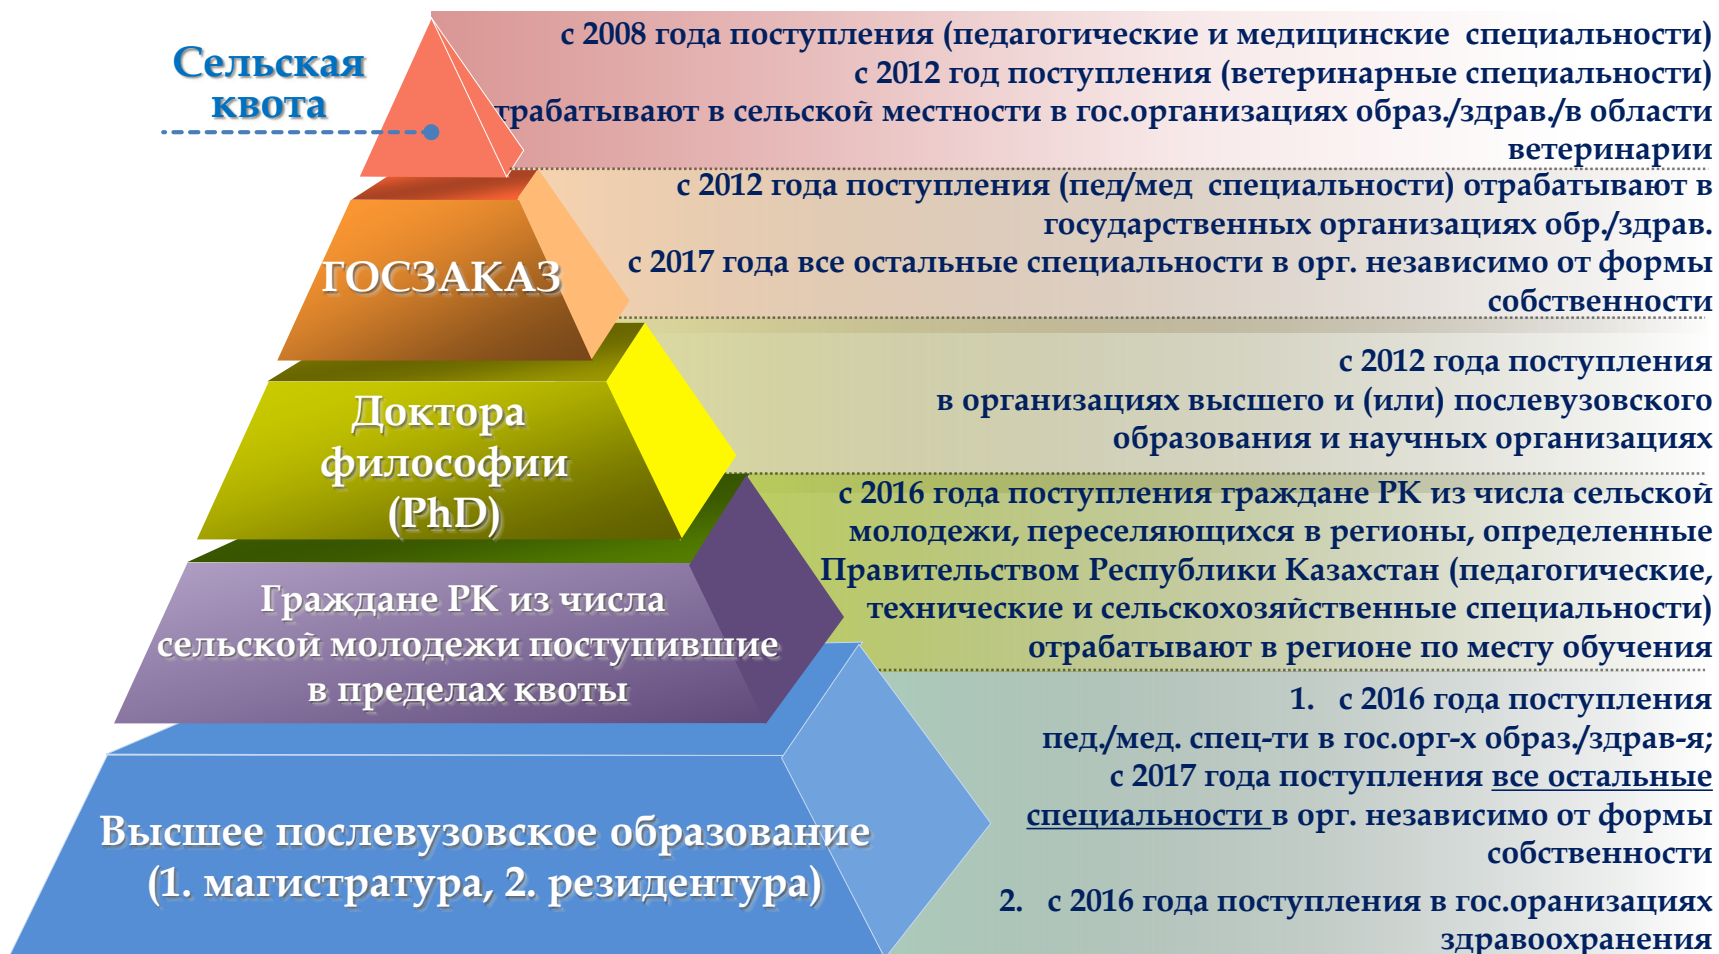 Сельская
квота
с 2008 года поступления (педагогические и медицинские специальности)
с 2012 год поступления (ветеринарные специальности)
трабатывают в сельской местности в гос.организациях образ./здрав./в области
ветеринарии
ГОСЗАКАЗ
с 2012 года поступления (пед/мед специальности) отрабатывают в
государственных организациях обр./здрав.
с 2017 года все остальные специальности в орг. независимо от формы
собственности
Доктора
философии
(PhD)
с 2012 года поступления
в организациях высшего и (или) послевузовского
образования и научных организациях
Граждане РК из числа
сельской молодежи поступившие
в пределах квоты
с 2016 года поступления граждане РК из числа сельской
молодежи, переселяющихся в регионы, определенные
Правительством Республики Казахстан (педагогические,
технические и сельскохозяйственные специальности)
отрабатывают в регионе по месту обучения
Высшее послевузовское образование
(1. магистратура, 2. резидентура)
1. с 2016 года поступления
пед./мед. спец-ти в гос.орг-х образ./здрав-я;
с 2017 года поступления все остальные
специальности в орг. независимо от формы
собственности
2. с 2016 года поступления в гос.оранизациях
здравоохранения